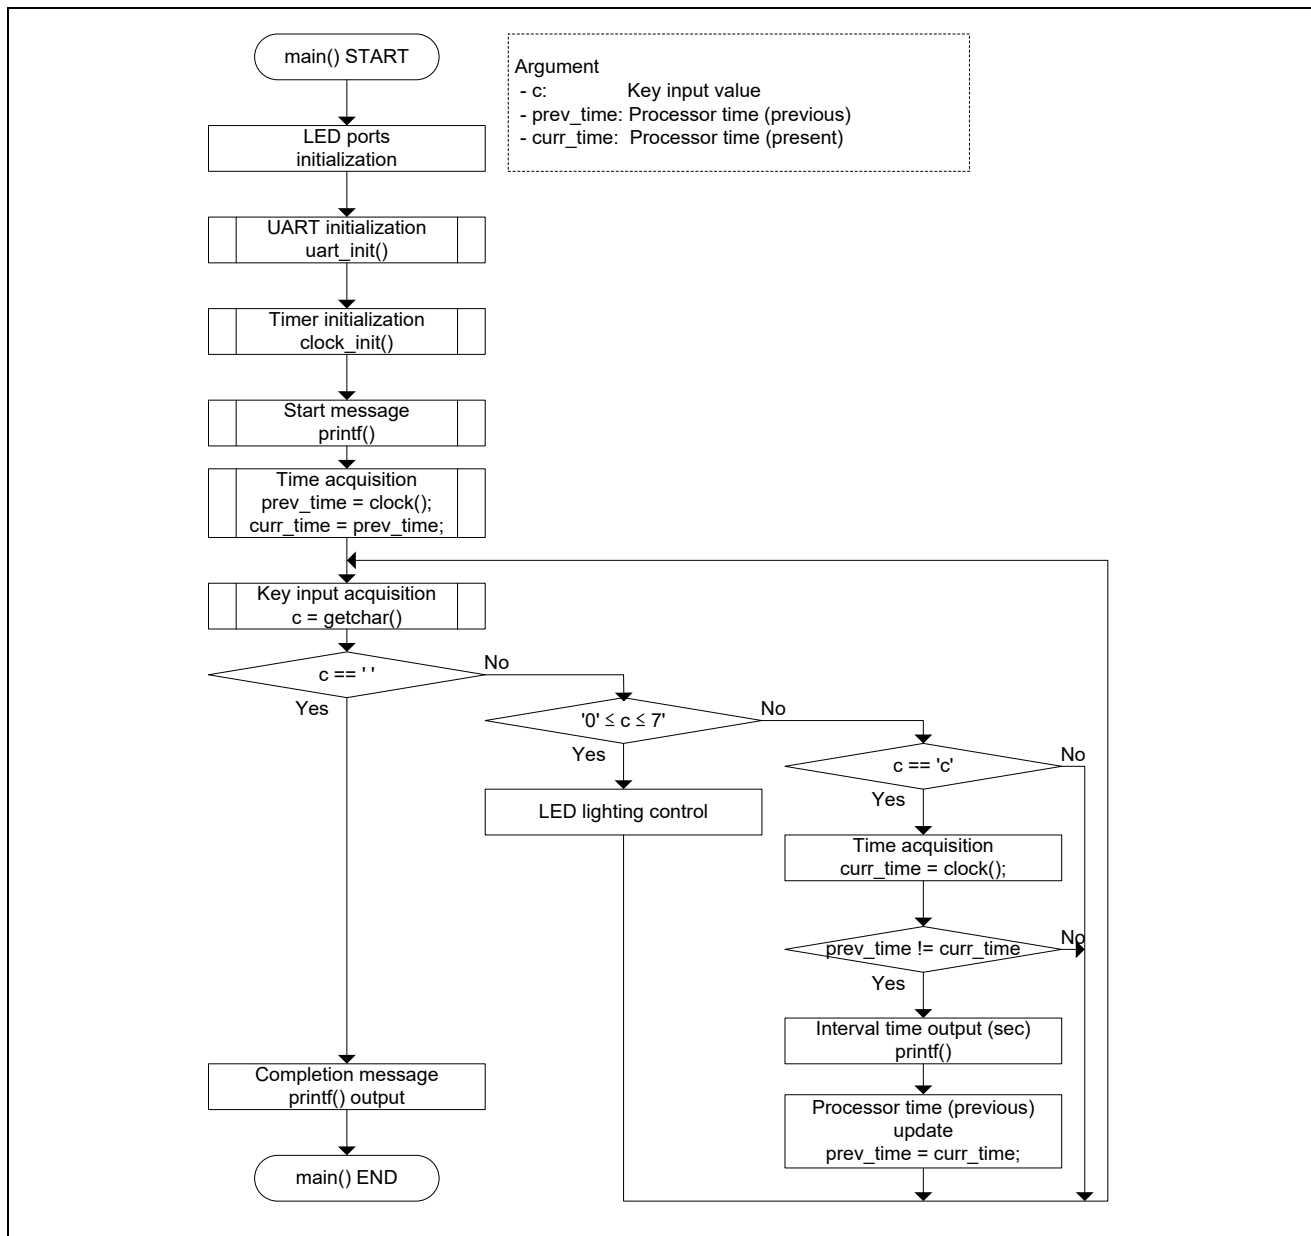 main() START
Argument
- c: Key input value
- prev_time: Processor time (previous)
- curr_time: Processor time (present)
LED ports
initialization
UART initialization
uart_init()
Timer initialization
clock_init()
Start message
printf()
Time acquisition
prev_time = clock();
curr_time = prev_time;
Key input acquisition
c = getchar()
c == ' '
No
Yes
'0' ≦ c ≤ 7'
No
Yes
c == 'c'
No
Yes
LED lighting control
Time acquisition
curr_time = clock();
prev_time != curr_time
No
Yes
Interval time output (sec)
printf()
Processor time (previous)
update
prev_time = curr_time;
Completion message
printf() output
main() END